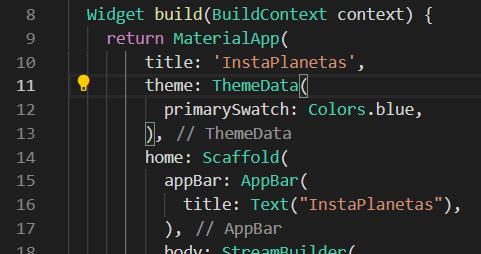 8 Widget build(BuildContext context) {
9 return MaterialApp(
10 title: 'InstaPlanetas',
11 theme: ThemeData(
12 primarySwatch: Colors.blue,
13 ), // ThemeData
14 home: Scaffold(
15 appBar: AppBar(
16 title: Text("InstaPlanetas"),
17 ), // AppBar
18 body: StreamBuilder(